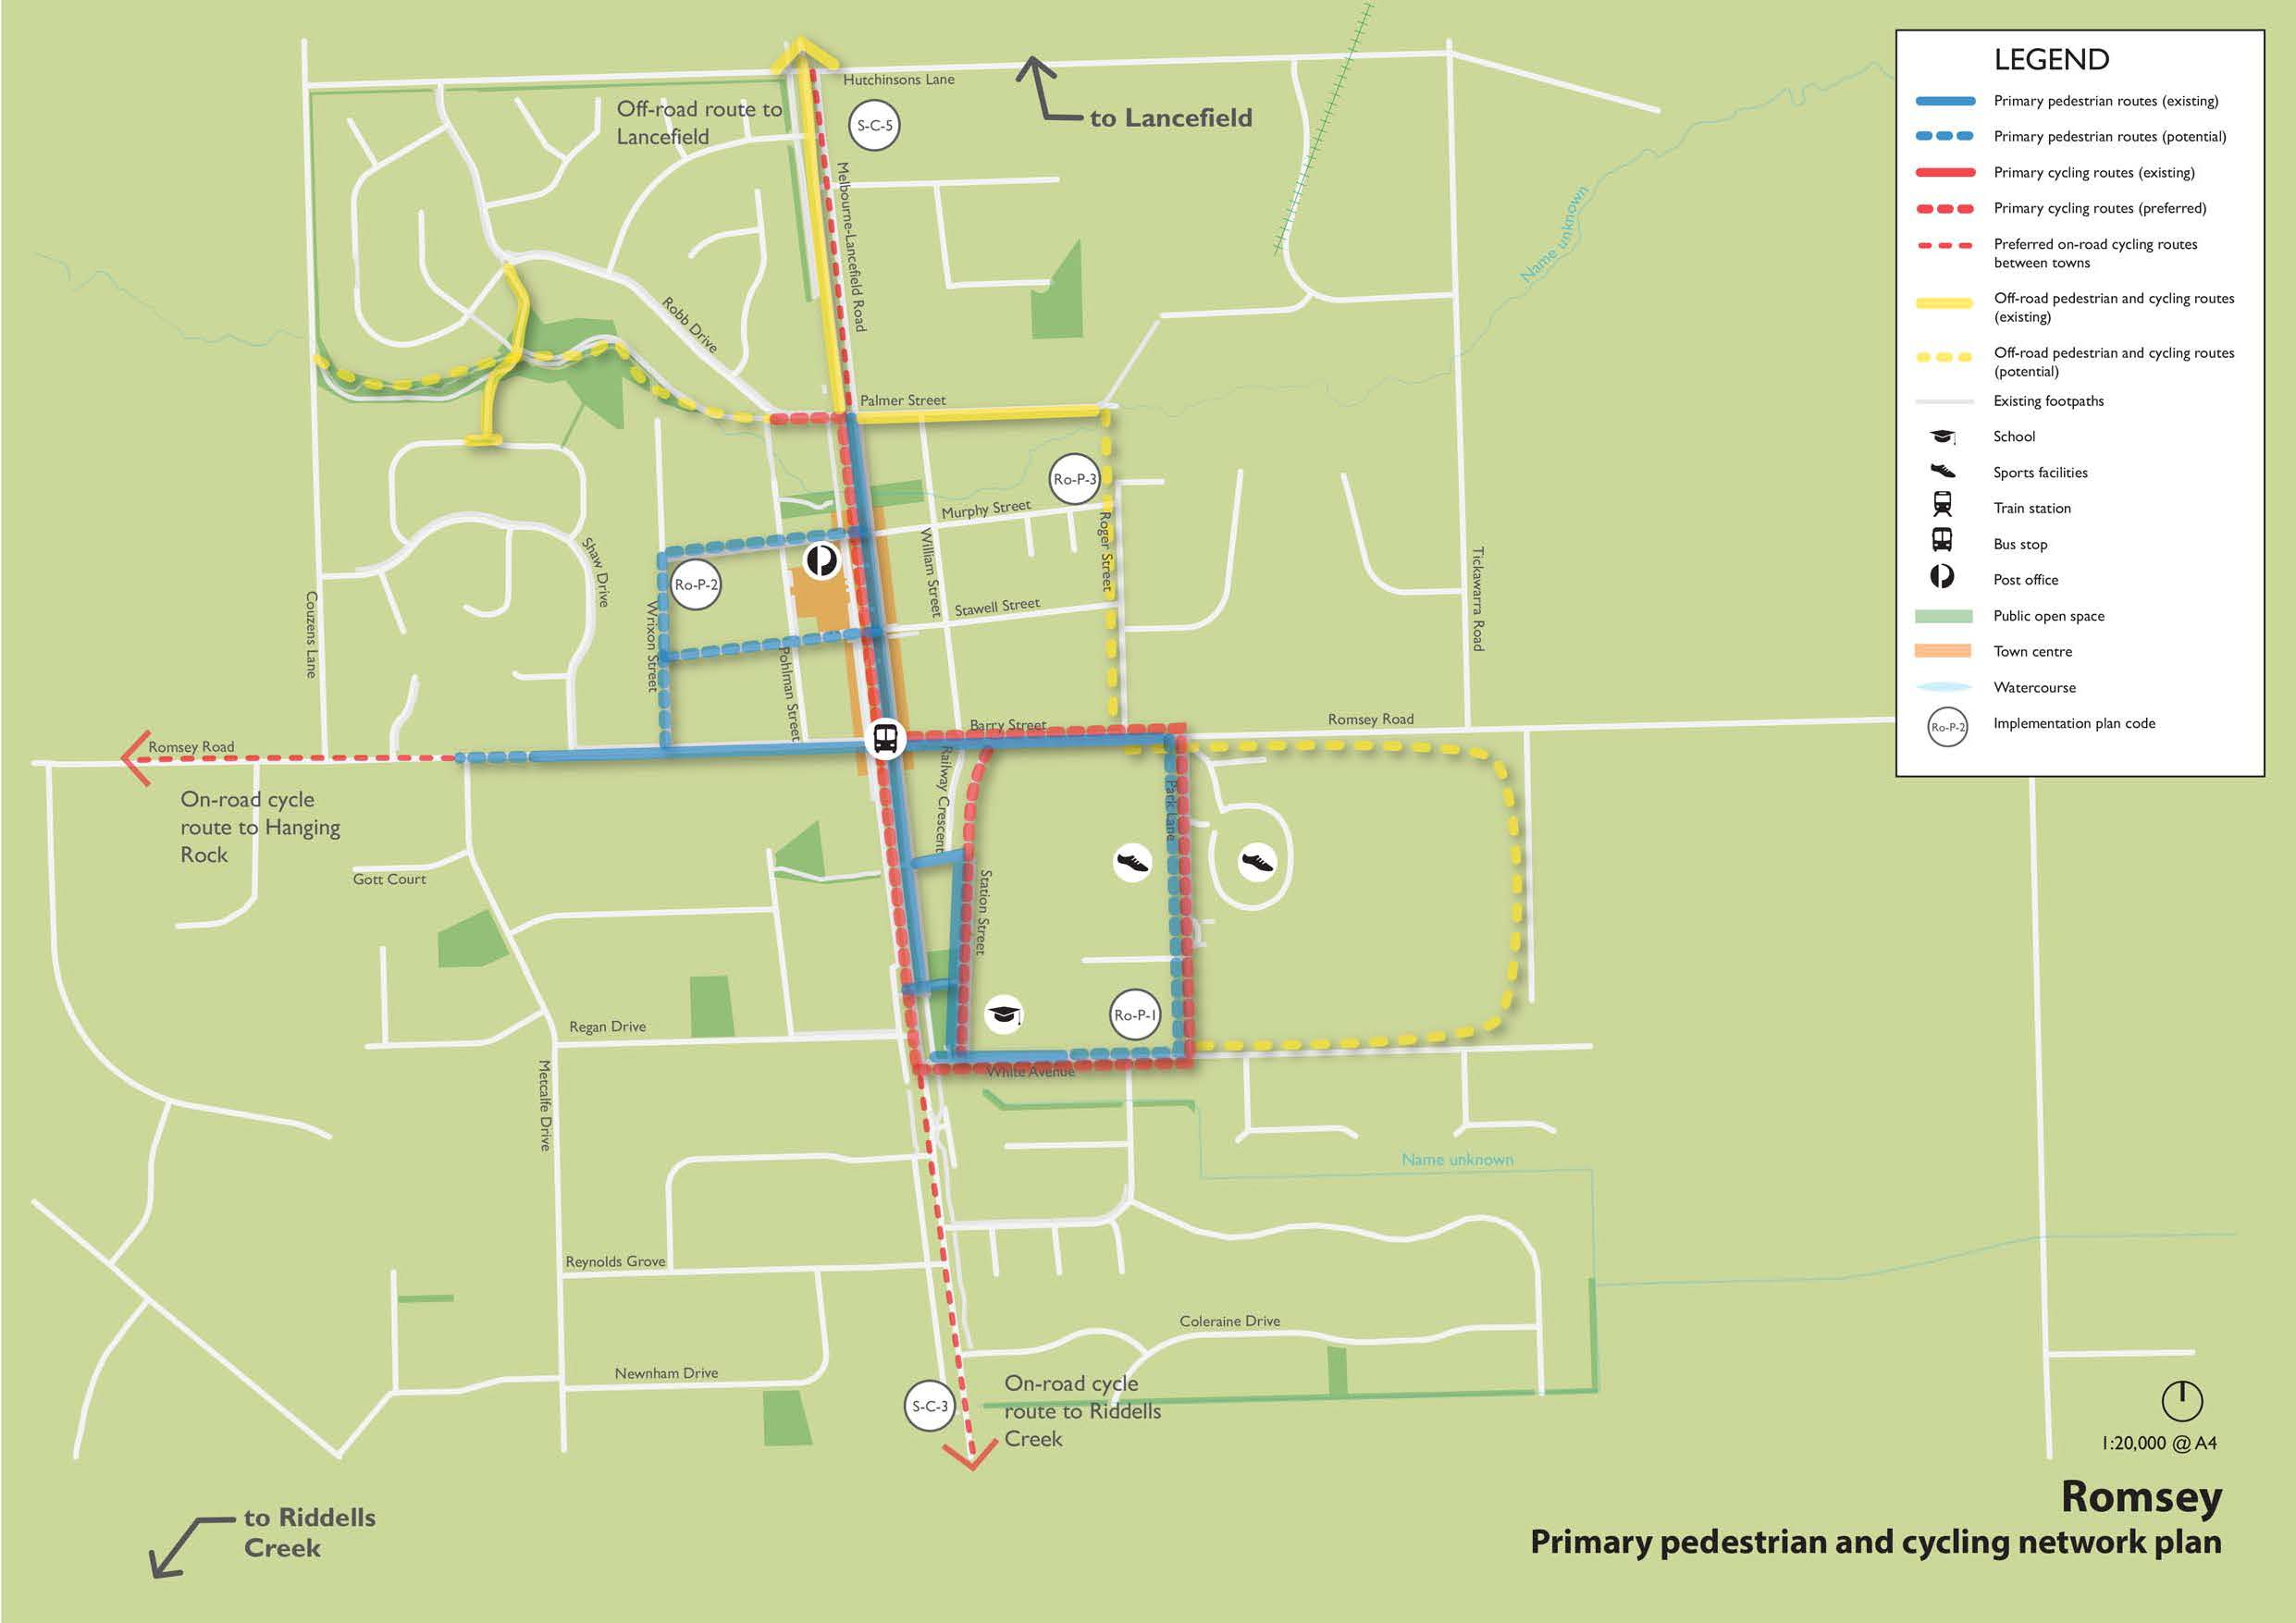 Hutchinsons Lane
Off-road route to
Lancefield
S-C-5
to Lancefield
Melbourne-Lancefield Road
Name unknown
Robb Drive
Palmer Street
Ro-P-3
Murphy Street
William Street
Roger Street
Shaw Drive
Ro-P-2
Stawell Street
Couzens Lane
Wrixon Street
Pohlman Street
Tickawarra Road
Romsey Road
Barry Street
Romsey Road
Railway Crescent
Park Lane
On-road cycle
route to Hanging
Rock
Gott Court
Station Street
Ro-P-1
Regan Drive
White Avenue
Metcalfe Drive
Name unknown
Reynolds Grove
Coleraine Drive
Newnham Drive
S-C-3
On-road cycle
route to Riddells
Creek
to Riddells
Creek
LEGEND
Primary pedestrian routes (existing)
Primary pedestrian routes (potential)
Primary cycling routes (existing)
Primary cycling routes (preferred)
Preferred on-road cycling routes
between towns
Off-road pedestrian and cycling routes
(existing)
Off-road pedestrian and cycling routes
(potential)
Existing footpaths
School
Sports facilities
Train station
Bus stop
Post office
Public open space
Town centre
Watercourse
Ro-P-2
Implementation plan code
1:20,000 @ A4
Romsey
Primary pedestrian and cycling network plan